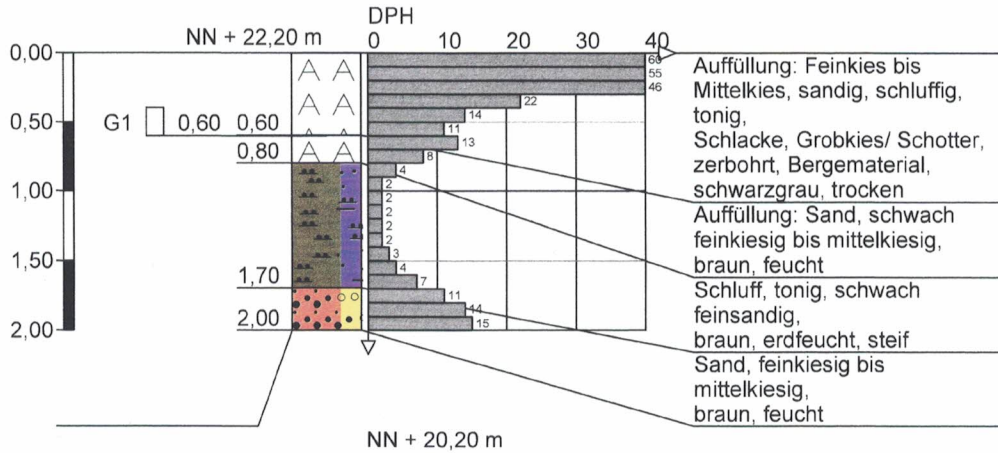 DPH
NN + 22,20 m
0 10 20 30 40
0,00
0,50
1,00
1,50
2,00
G1 0,60 0,60
0,80
1,70
2,00
60
55
46
22
14
11
13
8
4
2
2
2
2
2
3
4
7
11
14
15
Auffüllung: Feinkies bis
Mittelkies, sandig, schluffig,
tonig,
Schlacke, Grobkies/ Schotter,
zerbohrt, Bergematerial,
schwarzgrau, trocken
Auffüllung: Sand, schwach
feinkiesig bis mittelkiesig,
braun, feucht
Schluff, tonig, schwach
feinsandig,
braun, erdfeucht, steif
Sand, feinkiesig bis
mittelkiesig,
braun, feucht
NN + 20,20 m